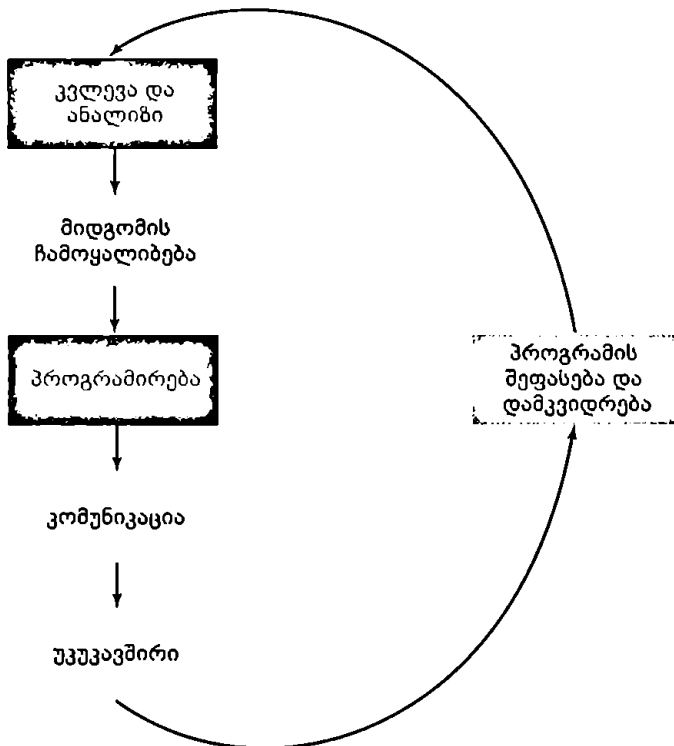 კვლევა და
ანალიზი
მიდგომის
ჩამოყალიბება
პროგრამირება
კომუნიკაცია
უკუკავშირი
პროგრამის
შეფასება და
დამკვიდრება